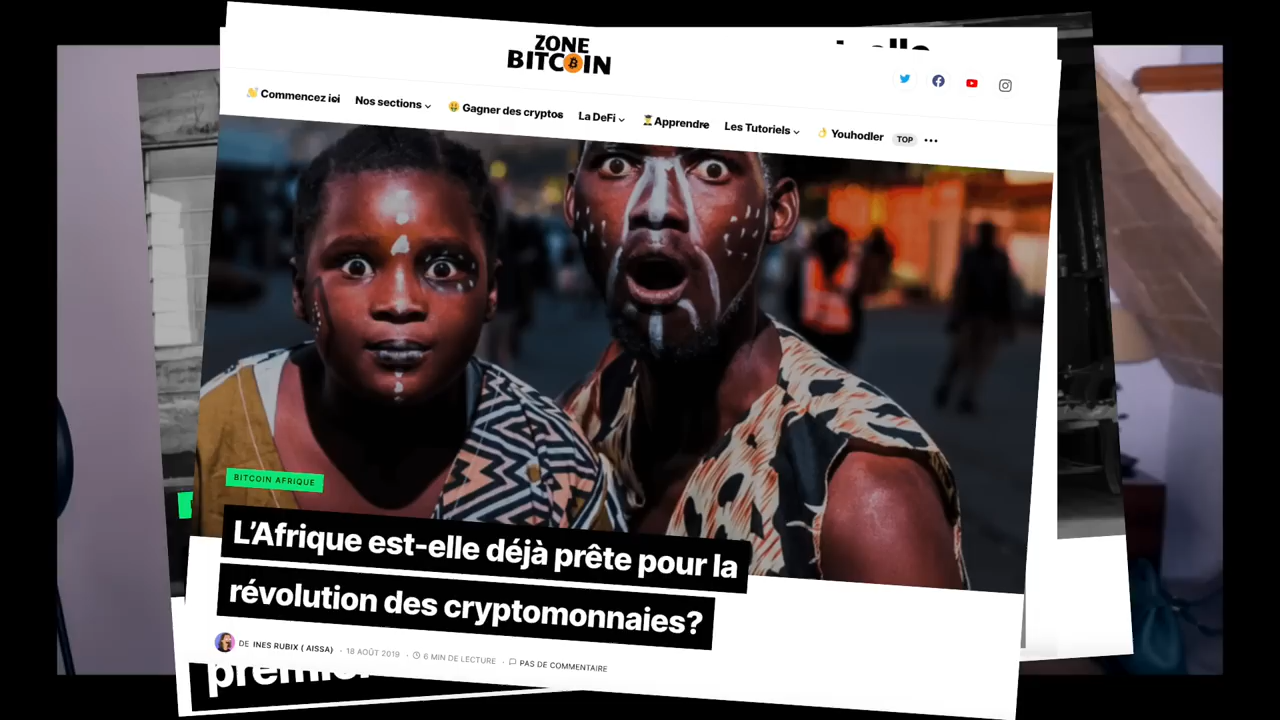 ZONE
BITCOIN
Commencez ici
Nos sections
Gagner des cryptos
La DeFi
Apprendre
Les Tutoriels
Youhodler
TOP
BITCOIN AFRIQUE
L'Afrique est-elle déjà prête pour la
révolution des cryptomonnaies?
DE INES RUBIX ( AISSA) · 18 AOÛT 2019 · 6 MIN DE LECTURE · PAS DE COMMENTAIRE